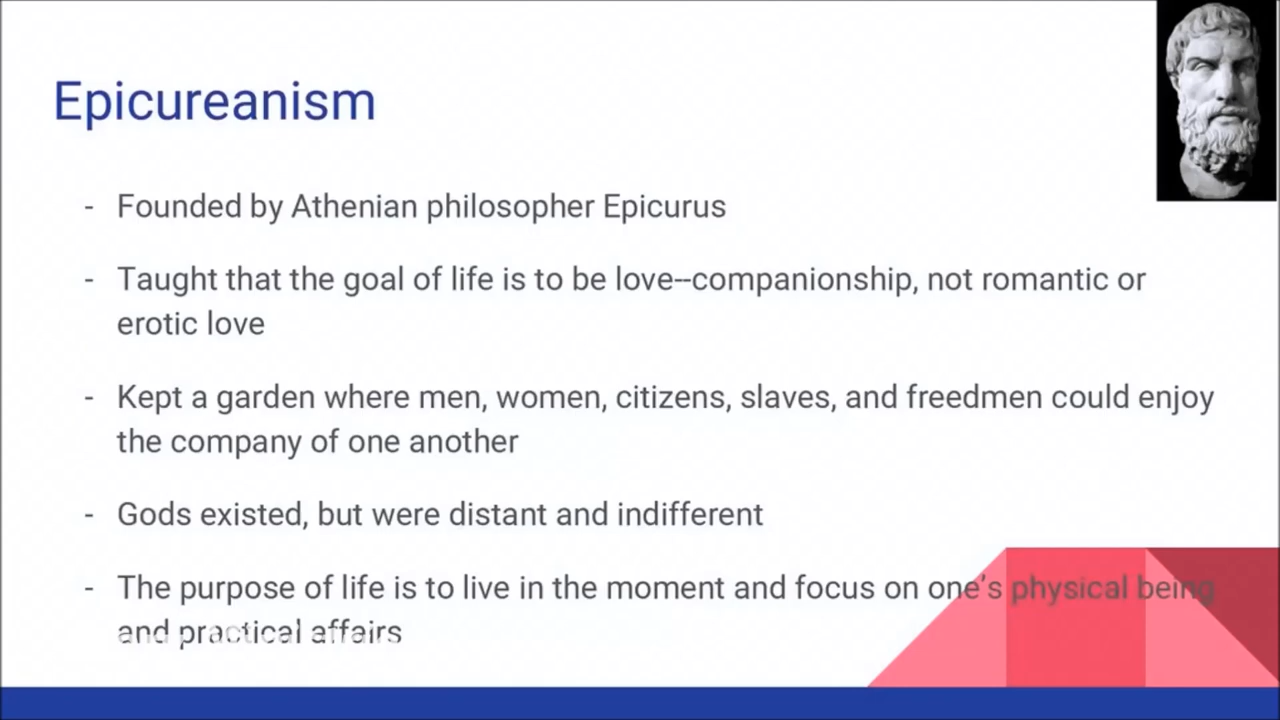 Epicureanism
- Founded by Athenian philosopher Epicurus
- Taught that the goal of life is to be love--companionship, not romantic or
erotic love
- Kept a garden where men, women, citizens, slaves, and freedmen could enjoy
the company of one another
- Gods existed, but were distant and indifferent
- The purpose of life is to live in the moment and focus on one's physical being
and practical affairs